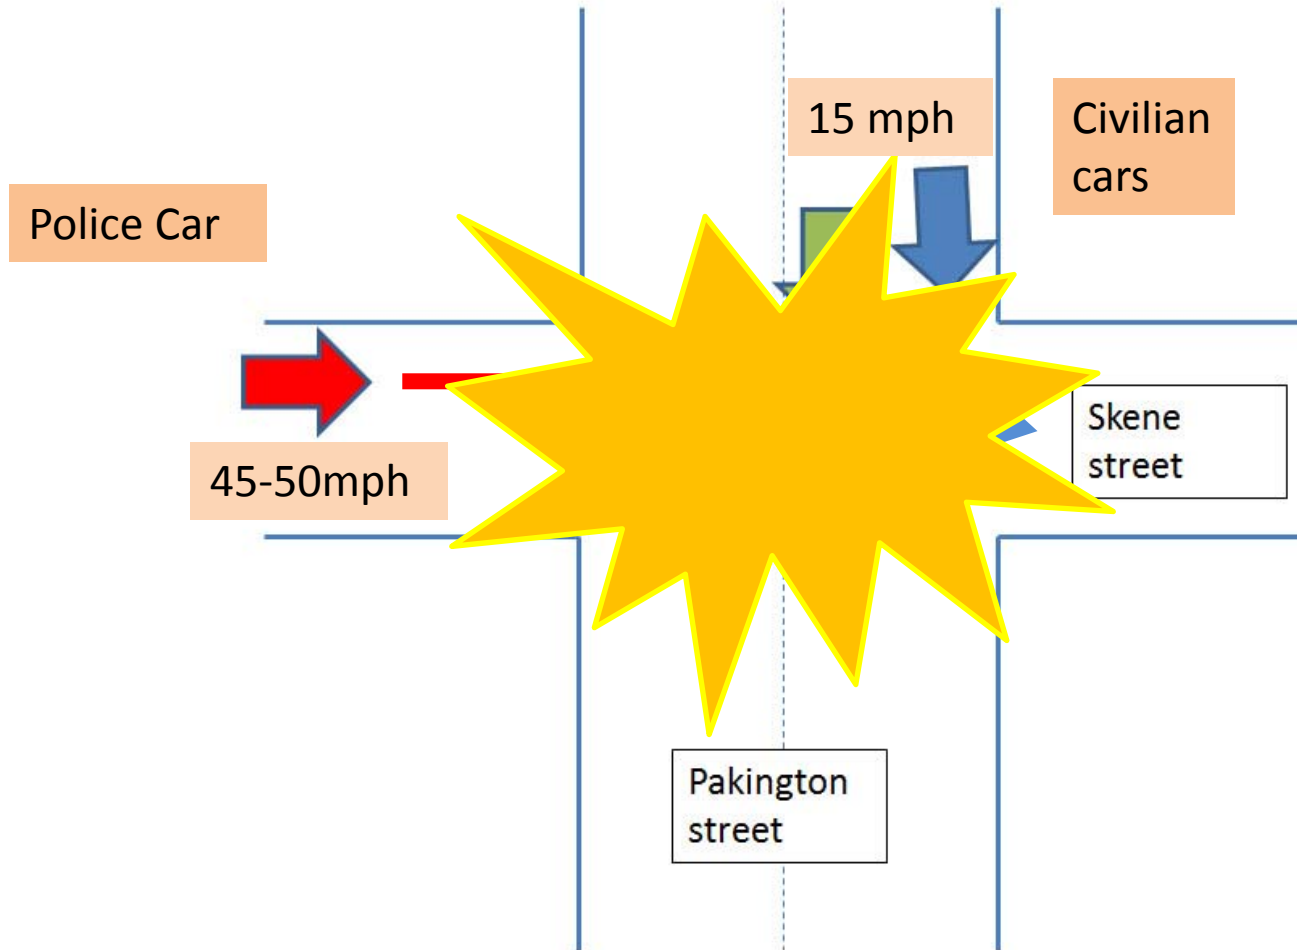 15 mph
Civilian
cars
Police Car
45-50mph
Skene
street
Pakington
street